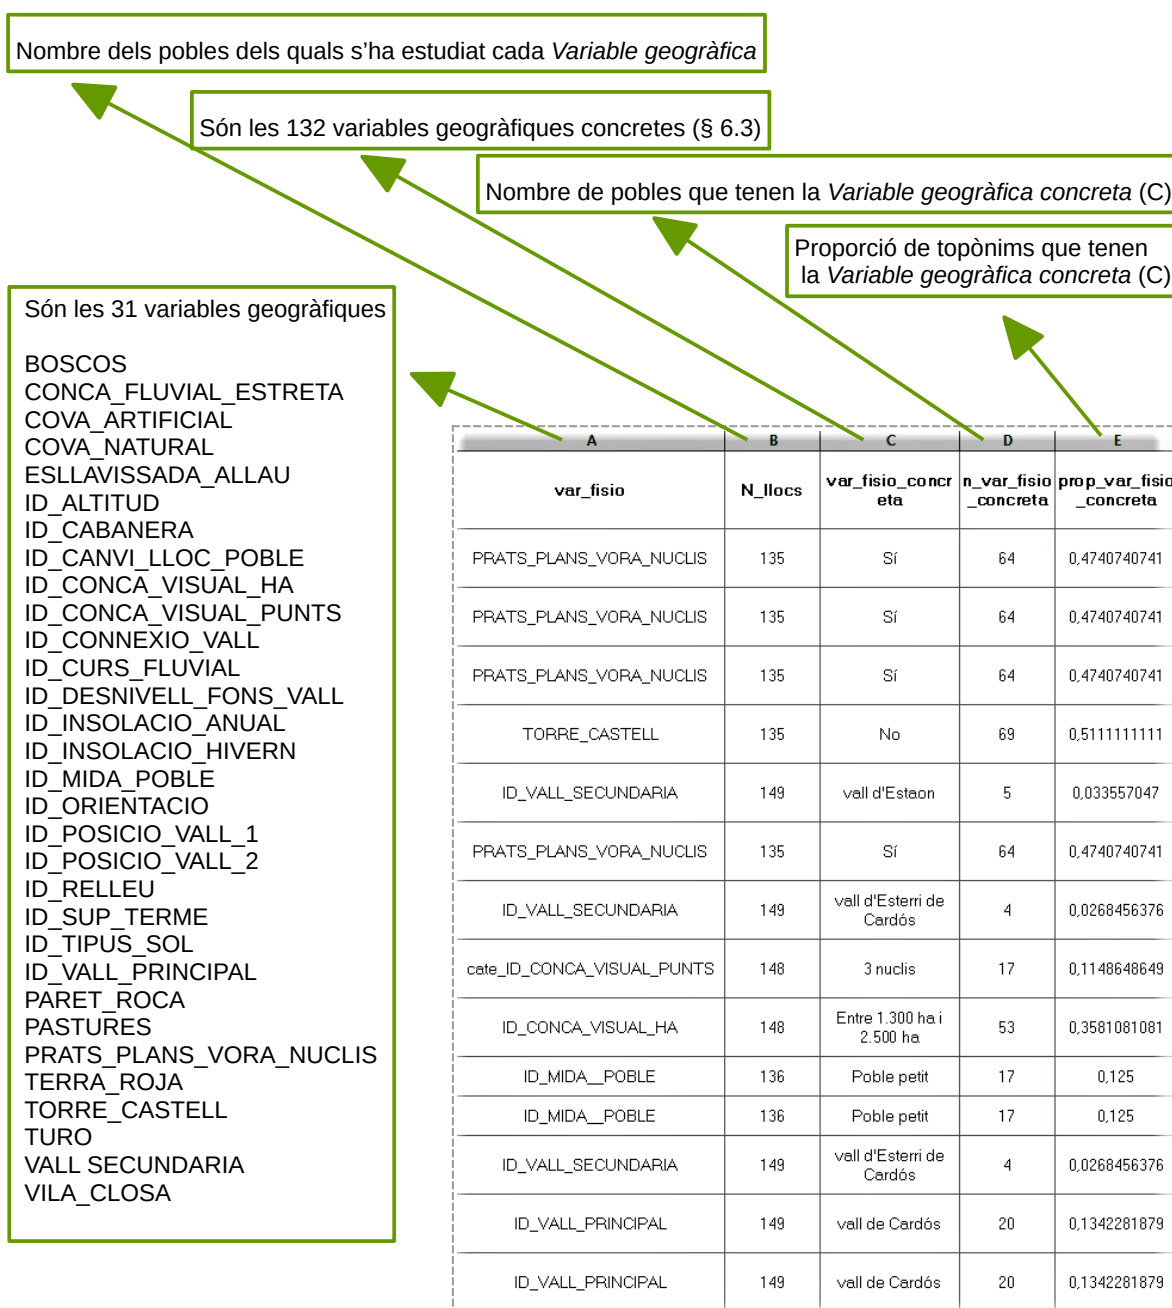 Nombre dels pobles dels quals s'ha estudiat cada Variable geogràfica
Són les 132 variables geogràfiques concretes (§ 6.3)
Nombre de pobles que tenen la Variable geogràfica concreta (C)
Proporció de topònims que tenen
la Variable geogràfica concreta (C)
Són les 31 variables geogràfiques
BOSCOS
CONCA_FLUVIAL_ESTRETA
COVA_ARTIFICIAL
COVA_NATURAL
ESLLAVISSADA_ALLAU
ID_ALTITUD
ID_CABANERA
ID_CANVI_LLOC_POBLE
ID_CONCA_VISUAL_HA
ID_CONCA_VISUAL_PUNTS
ID_CONNEXIO_VALL
ID_CURS_FLUVIAL
ID_DESNIVELL_FONS_VALL
ID_INSOLACIO_ANUAL
ID_INSOLACIO_HIVERN
ID_MIDA_POBLE
ID_ORIENTACIO
ID_POSICIO_VALL_1
ID_POSICIO_VALL_2
ID_RELLEU
ID_SUP_TERME
ID_TIPUS_SOL
ID_VALL_PRINCIPAL
PARET_ROCA
PASTURES
PRATS_PLANS_VORA_NUCLIS
TERRA_ROJA
TORRE_CASTELL
TURO
VALL SECUNDARIA
VILA_CLOSA
A B C D E
var_fisio N_llocs var_fisio_concr n_var_fisio prop_var_fisio
eta _concreta _concreta
PRATS_PLANS_VORA_NUCLIS 135 Sí 64 0,4740740741
PRATS_PLANS_VORA_NUCLIS 135 Sí 64 0,4740740741
PRATS_PLANS_VORA_NUCLIS 135 Sí 64 0,4740740741
TORRE_CASTELL 135 No 69 0,5111111111
ID_VALL_SECUNDARIA 149 vall d'Estaon 5 0,033557047
PRATS_PLANS_VORA_NUCLIS 135 Sí 64 0,4740740741
ID_VALL_SECUNDARIA 149 vall d'Esterri de 4 0,0268456376
Cardós
cate_ID_CONCA_VISUAL_PUNTS 148 3 nuclis 17 0,1148648649
ID_CONCA_VISUAL_HA 148 Entre 1.300 ha i 53 0,3581081081
2.500 ha
ID_MIDA__POBLE 136 Poble petit 17 0,125
ID_MIDA__POBLE 136 Poble petit 17 0,125
ID_VALL_SECUNDARIA 149 vall d'Esterri de 4 0,0268456376
Cardós
ID_VALL_PRINCIPAL 149 vall de Cardós 20 0,1342281879
ID_VALL_PRINCIPAL 149 vall de Cardós 20 0,1342281879